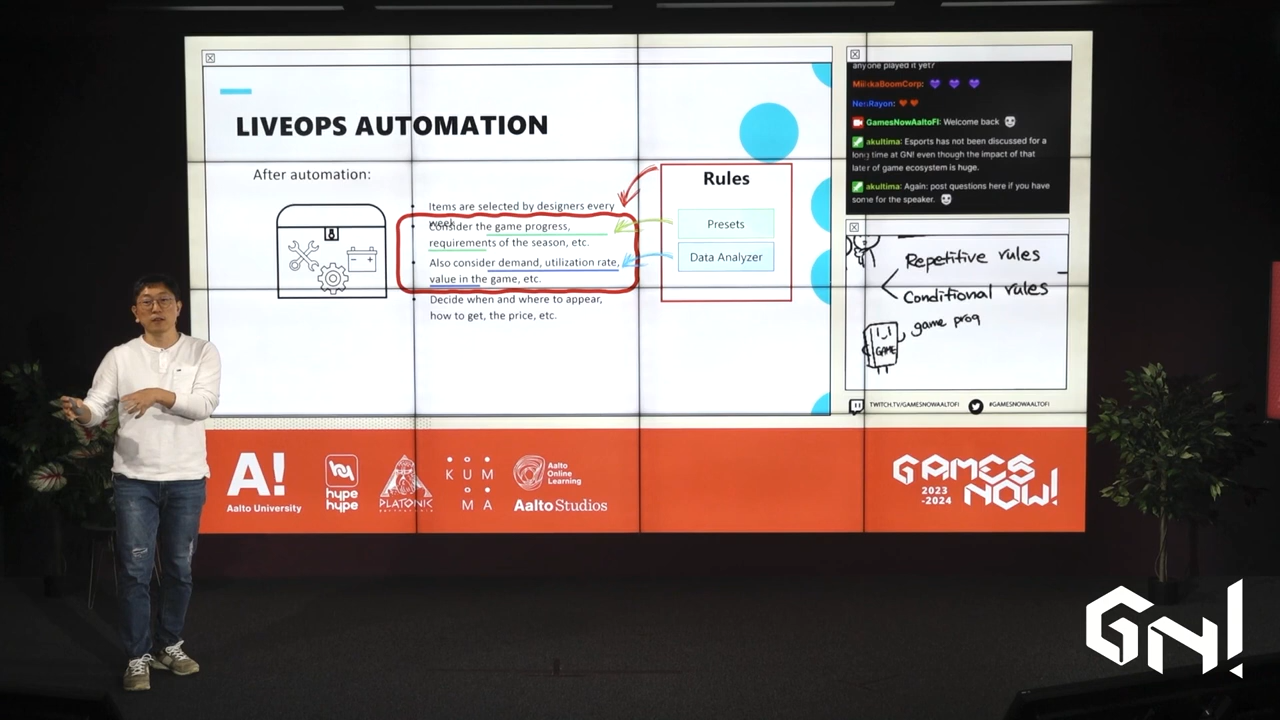 LIVEOPS AUTOMATION
After automation:
Items are selected by designers every
week
Consider the game progress,
requirements of the season, etc.
Also consider demand, utilization rate,
value in the game, etc.
Decide when and where to appear,
how to get, the price, etc.
Rules
Presets
Data Analyzer
anyone played it yet?
MiikkaBoomCorp:
NeriRayon:
GamesNowAaltoFI: Welcome back
akultima: Esports has not been discussed for a
long time at GN! even though the impact of that
later of game ecosystem is huge.
akultima: Again: post questions here if you have
some for the speaker.
Repetitive rules
Conditional rules
game prog
GAME
TWITCH.TV/GAMESNOWAALTOFI
#GAMESNOWAALTOFI
A!
Aalto University
hype
hype
PLATONIC
KUM
MA
Aalto
Online
Learning
Aalto Studios
GAMES
NOW!
2023
-2024
GN!